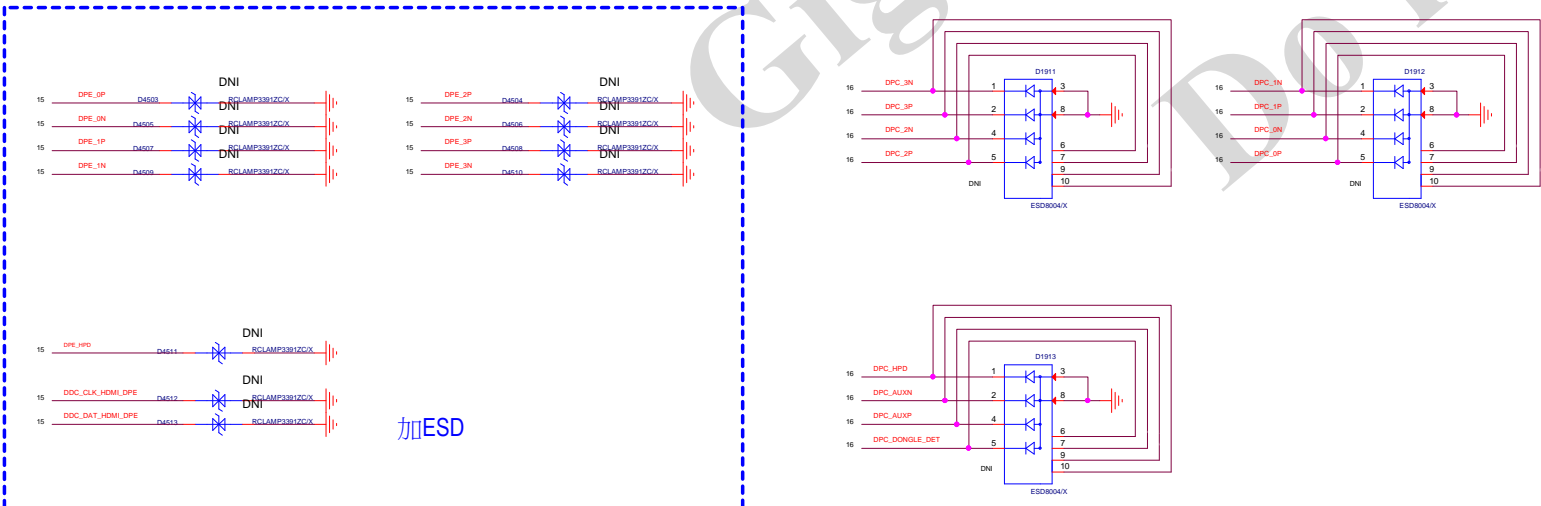 Gig
Do
DNI
15 DPE_0P D4503 RCLAMP3391ZC/X
DNI
15 DPE_0N D4505 RCLAMP3391ZC/X
DNI
15 DPE_1P D4507 RCLAMP3391ZC/X
DNI
15 DPE_1N D4509 RCLAMP3391ZC/X
DNI
15 DPE_2P D4504 RCLAMP3391ZC/X
DNI
15 DPE_2N D4506 RCLAMP3391ZC/X
DNI
15 DPE_3P D4508 RCLAMP3391ZC/X
DNI
15 DPE_3N D4510 RCLAMP3391ZC/X
D1911
16 DPC_3N 1 3
16 DPC_3P 2 8
16 DPC_2N 4
6
16 DPC_2P 5 7
9
DNI 10
ESD8004/X
D1912
16 DPC_1N 1 3
16 DPC_1P 2 8
16 DPC_0N 4
6
16 DPC_0P 5 7
9
DNI 10
ESD8004/X
DNI
15 DPE_HPD D4511 RCLAMP3391ZC/X
DNI
15 DDC_CLK_HDMI_DPE D4512 RCLAMP3391ZC/X
DNI
15 DDC_DAT_HDMI_DPE D4513 RCLAMP3391ZC/X
加ESD
D1913
16 DPC_HPD 1 3
16 DPC_AUXN 2 8
16 DPC_AUXP 4
6
16 DPC_DONGLE_DET 5 7
9
DNI 10
ESD8004/X